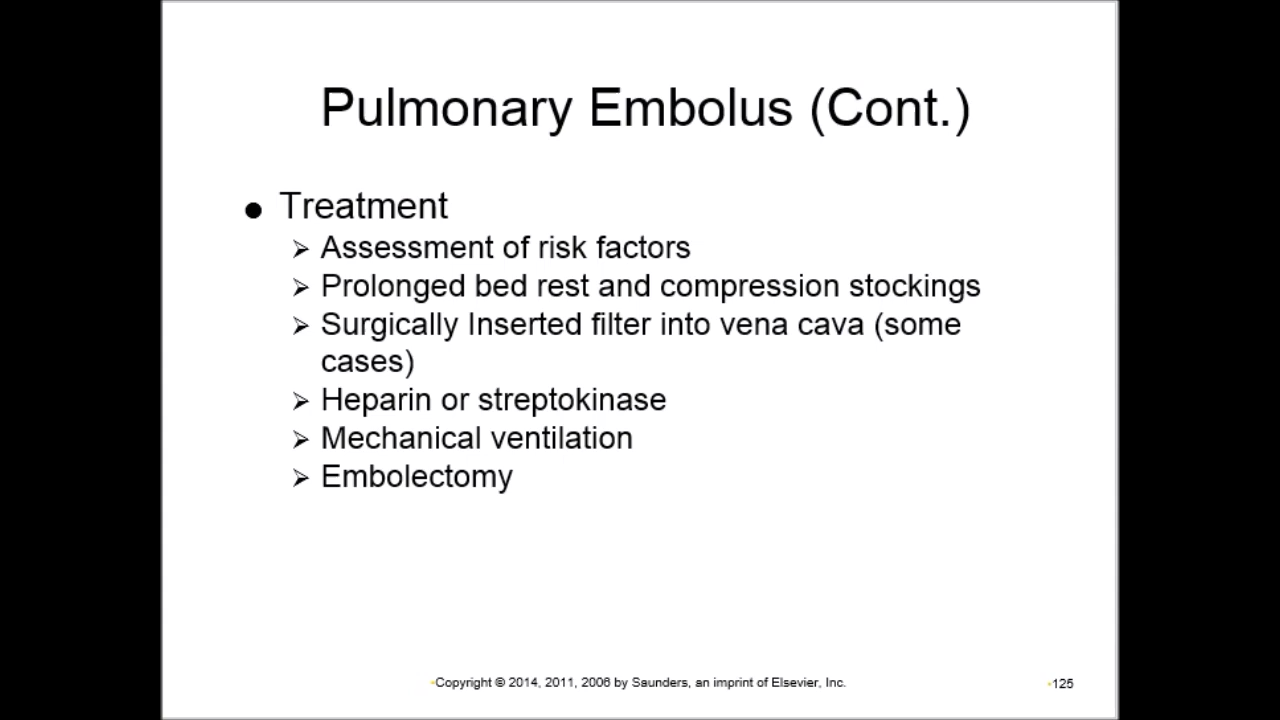 Pulmonary Embolus (Cont.)
● Treatment
➢ Assessment of risk factors
➢ Prolonged bed rest and compression stockings
➢ Surgically Inserted filter into vena cava (some
cases)
➢ Heparin or streptokinase
➢ Mechanical ventilation
➢ Embolectomy
Copyright © 2014, 2011, 2006 by Saunders, an imprint of Elsevier, Inc.
125